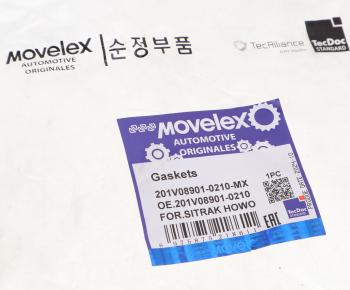 MOVELEX 순정부품
AUTOMOTIVE
ORIGINALES
TecAlliance
TecDoc
STANDARD
MOVELEX
AUTOMOTIVE
ORIGINALES
Gaskets
201V08901-0210-MX
OE.201V08901-0210
FOR.SITRAK HOWO
1PC
EAC
TecDoc